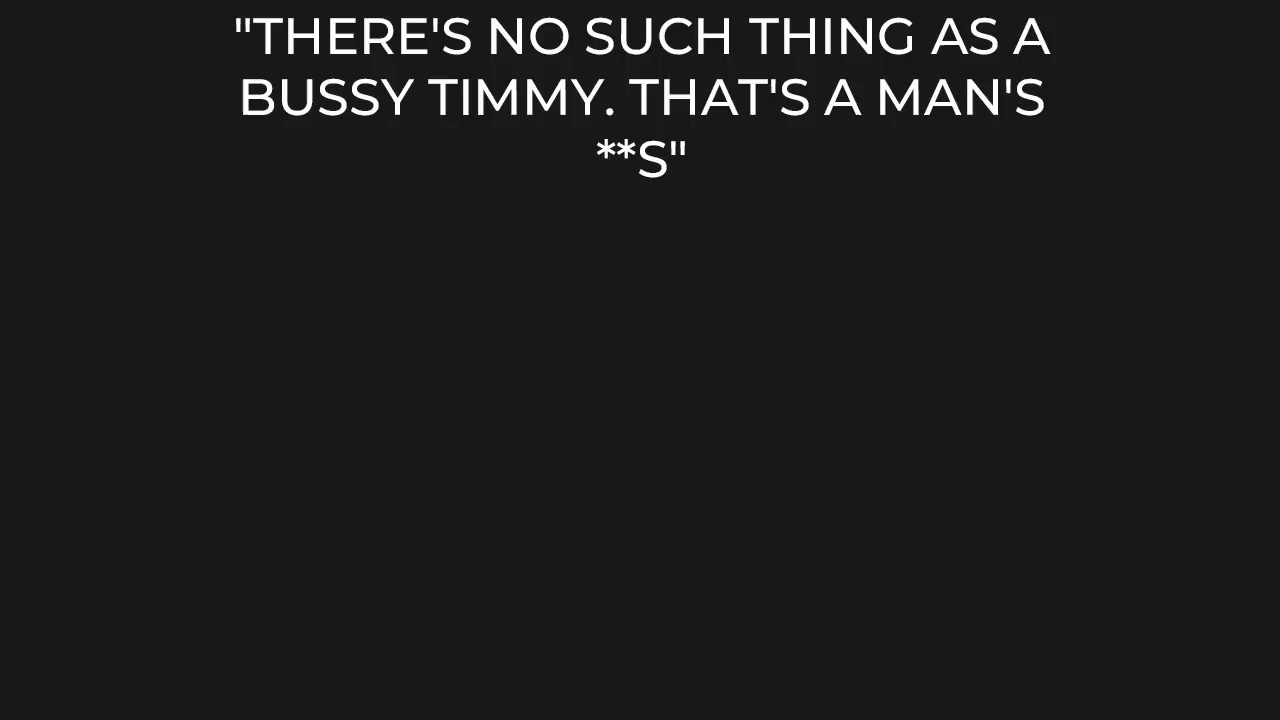 "THERE'S NO SUCH THING AS A
BUSSY TIMMY. THAT'S A MAN'S
**S"